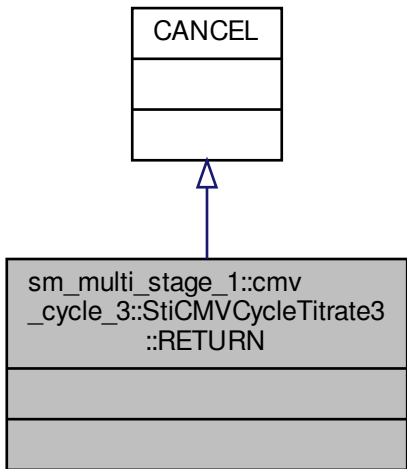 CANCEL
sm_multi_stage_1::cmv
_cycle_3::StiCMVCycleTitrate3
::RETURN